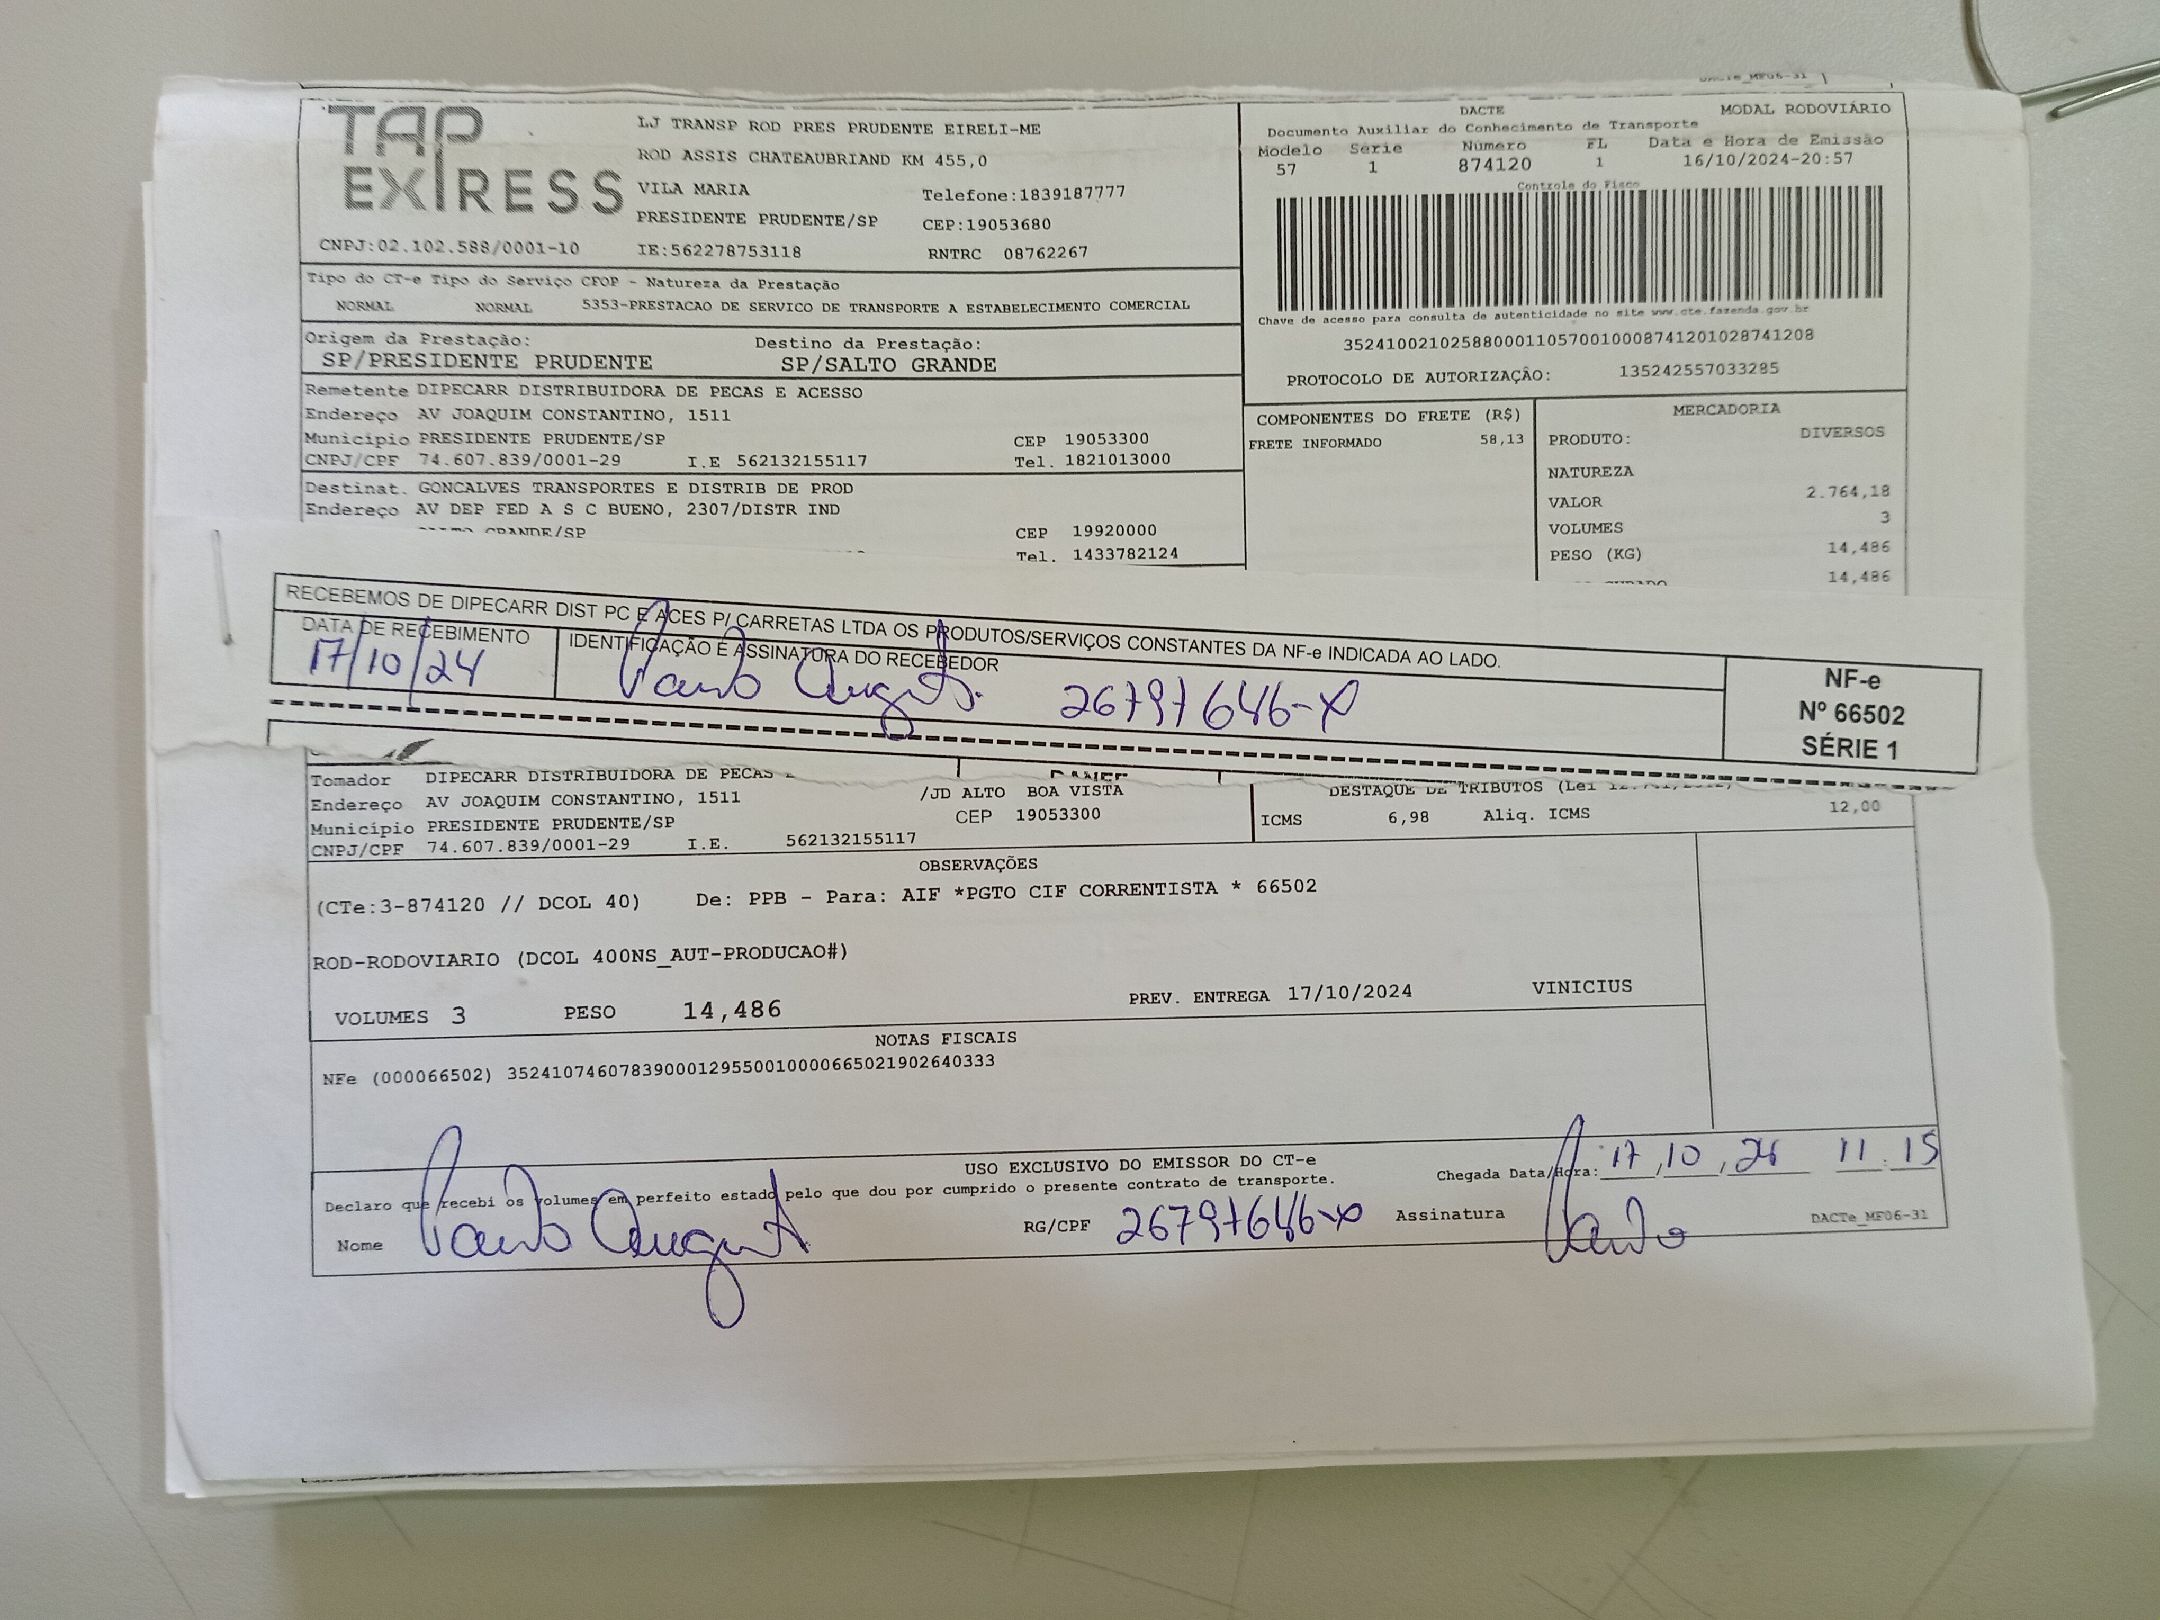 DACTe_MF06-31
TAP EXPRESS
LJ TRANSP ROD PRES PRUDENTE EIRELI-ME
ROD ASSIS CHATEAUBRIAND KM 455,0
VILA MARIA Telefone:1839187777
PRESIDENTE PRUDENTE/SP CEP:19053680
CNPJ:02.102.588/0001-10 IE:562278753118 RNTRC 08762267
DACTE MODAL RODOVIÁRIO
Documento Auxiliar do Conhecimento de Transporte
Modelo Serie Número FL Data e Hora de Emissão
57 1 874120 1 16/10/2024-20:57
Controle do Fisco
Chave de acesso para consulta de autenticidade no site www.cte.fazenda.gov.br
35241002102588000110570010008741201028741208
PROTOCOLO DE AUTORIZAÇÃO: 135242557033285
Tipo do CT-e Tipo do Serviço CFOP - Natureza da Prestação
NORMAL NORMAL 5353-PRESTACAO DE SERVICO DE TRANSPORTE A ESTABELECIMENTO COMERCIAL
Origem da Prestação: Destino da Prestação:
SP/PRESIDENTE PRUDENTE SP/SALTO GRANDE
Remetente DIPECARR DISTRIBUIDORA DE PECAS E ACESSO
Endereço AV JOAQUIM CONSTANTINO, 1511
Município PRESIDENTE PRUDENTE/SP CEP 19053300
CNPJ/CPF 74.607.839/0001-29 I.E 562132155117 Tel. 1821013000
Destinat. GONCALVES TRANSPORTES E DISTRIB DE PROD
Endereço AV DEP FED A S C BUENO, 2307/DISTR IND
GRANDE/SP CEP 19920000
Tel. 1433782124
COMPONENTES DO FRETE (R$)
FRETE INFORMADO 58,13
MERCADORIA
PRODUTO: DIVERSOS
NATUREZA
VALOR 2.764,18
VOLUMES 3
PESO (KG) 14,486
14,486
RECEBEMOS DE DIPECARR DIST PC E ACES P/ CARRETAS LTDA OS PRODUTOS/SERVIÇOS CONSTANTES DA NF-e INDICADA AO LADO.
DATA DE RECEBIMENTO IDENTIFICAÇÃO E ASSINATURA DO RECEBEDOR
17/10/24 26797646-X
NF-e
Nº 66502
SÉRIE 1
Tomador DIPECARR DISTRIBUIDORA DE PECAS
Endereço AV JOAQUIM CONSTANTINO, 1511 /JD ALTO BOA VISTA
Município PRESIDENTE PRUDENTE/SP CEP 19053300
CNPJ/CPF 74.607.839/0001-29 I.E. 562132155117
DESTAQUE DE TRIBUTOS (Lei
ICMS 6,98 Aliq. ICMS 12,00
OBSERVAÇÕES
(CTe:3-874120 // DCOL 40) De: PPB - Para: AIF *PGTO CIF CORRENTISTA * 66502
ROD-RODOVIARIO (DCOL 400NS_AUT-PRODUCAO#)
VOLUMES 3 PESO 14,486 PREV. ENTREGA 17/10/2024 VINICIUS
NOTAS FISCAIS
NFe (000066502) 35241074607839000129550010000665021902640333
USO EXCLUSIVO DO EMISSOR DO CT-e
Declaro que recebi os volumes em perfeito estado pelo que dou por cumprido o presente contrato de transporte.
Chegada Data/Hora: 17/10/24 11:15
Nome RG/CPF 26797646-X Assinatura
DACTe_MF06-31